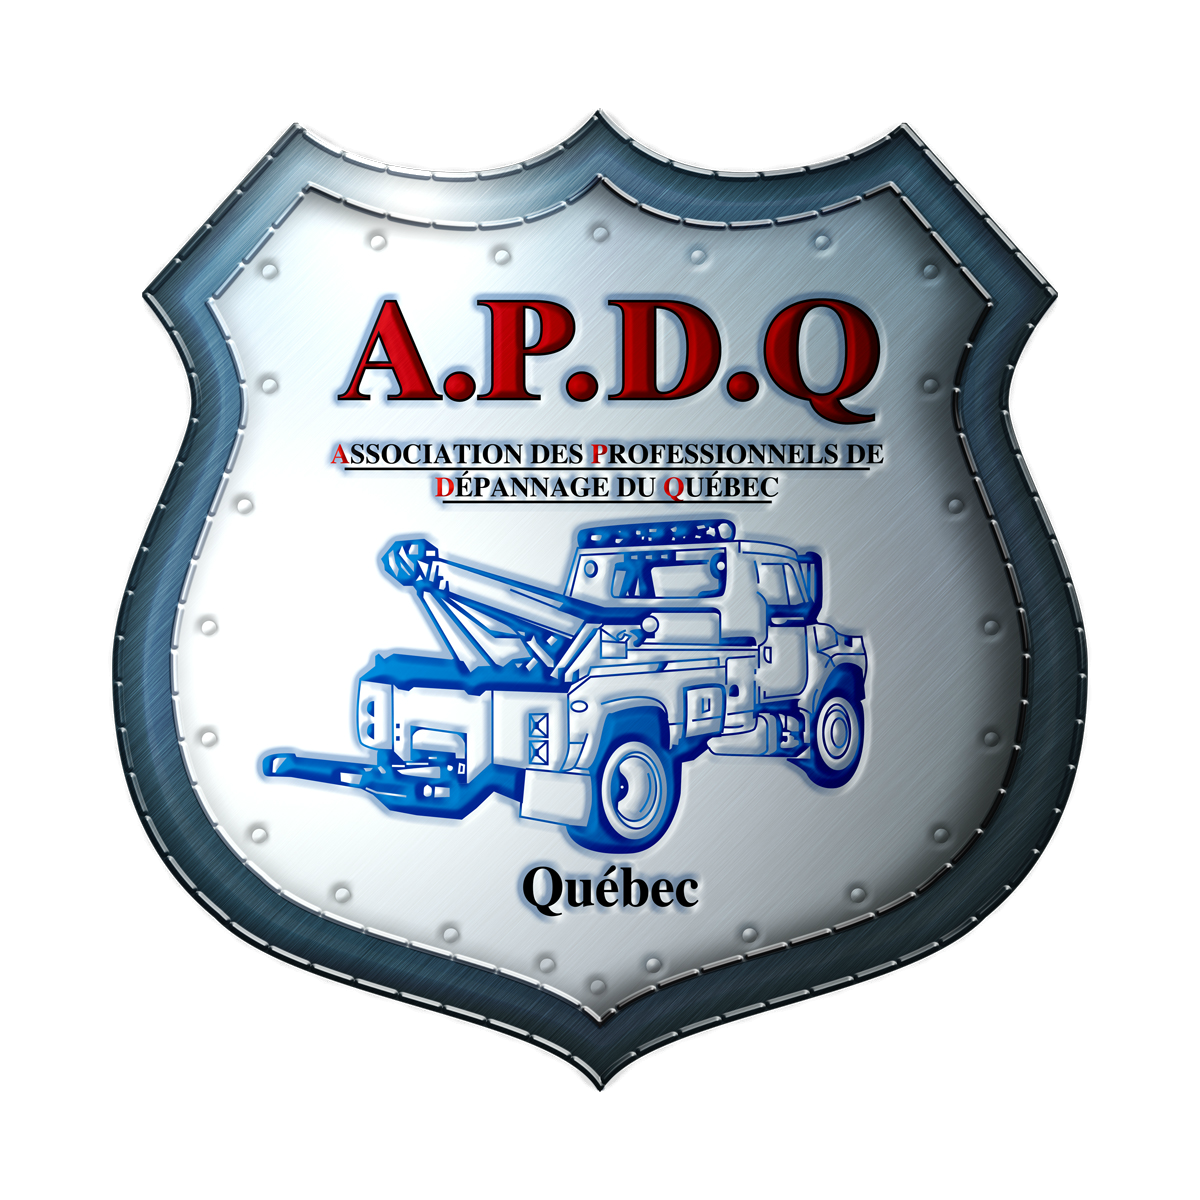 A.P.D.Q
ASSOCIATION DES PROFESSIONNELS DE
DÉPANNAGE DU QUÉBEC
Québec